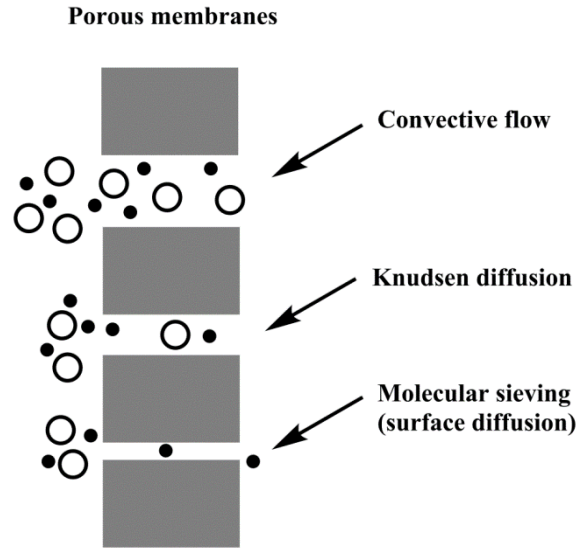 Porous membranes
Convective flow
Knudsen diffusion
Molecular sieving
(surface diffusion)